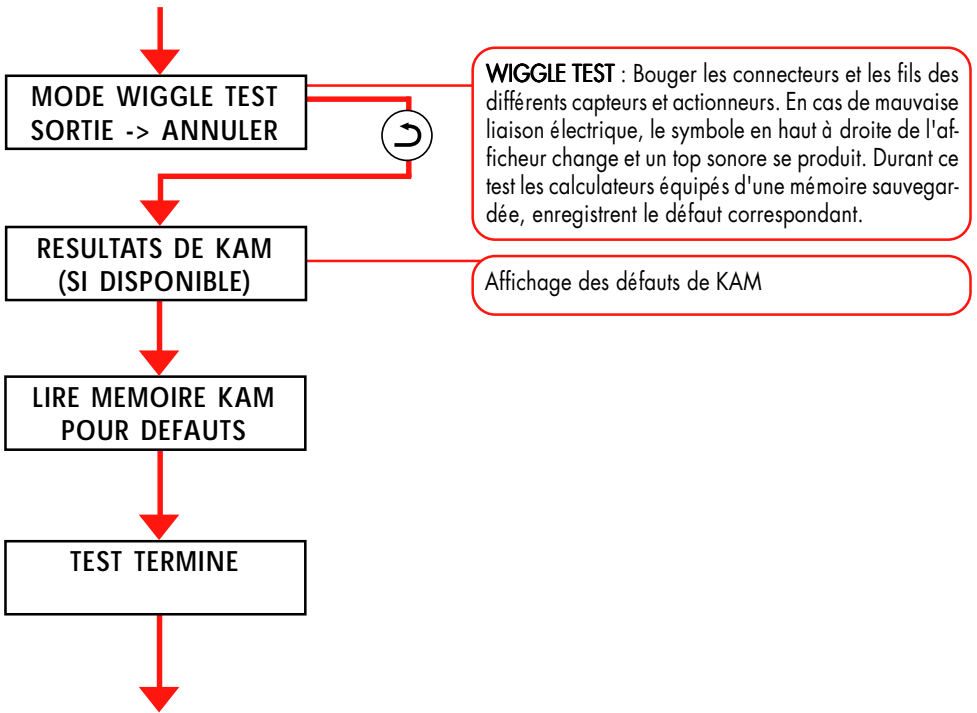 MODE WIGGLE TEST
SORTIE -> ANNULER
WIGGLE TEST : Bouger les connecteurs et les fils des
différents capteurs et actionneurs. En cas de mauvaise
liaison électrique, le symbole en haut à droite de l'af-
ficheur change et un top sonore se produit. Durant ce
test les calculateurs équipés d'une mémoire sauvegar-
dée, enregistrent le défaut correspondant.
RESULTATS DE KAM
(SI DISPONIBLE)
Affichage des défauts de KAM
LIRE MEMOIRE KAM
POUR DEFAUTS
TEST TERMINE